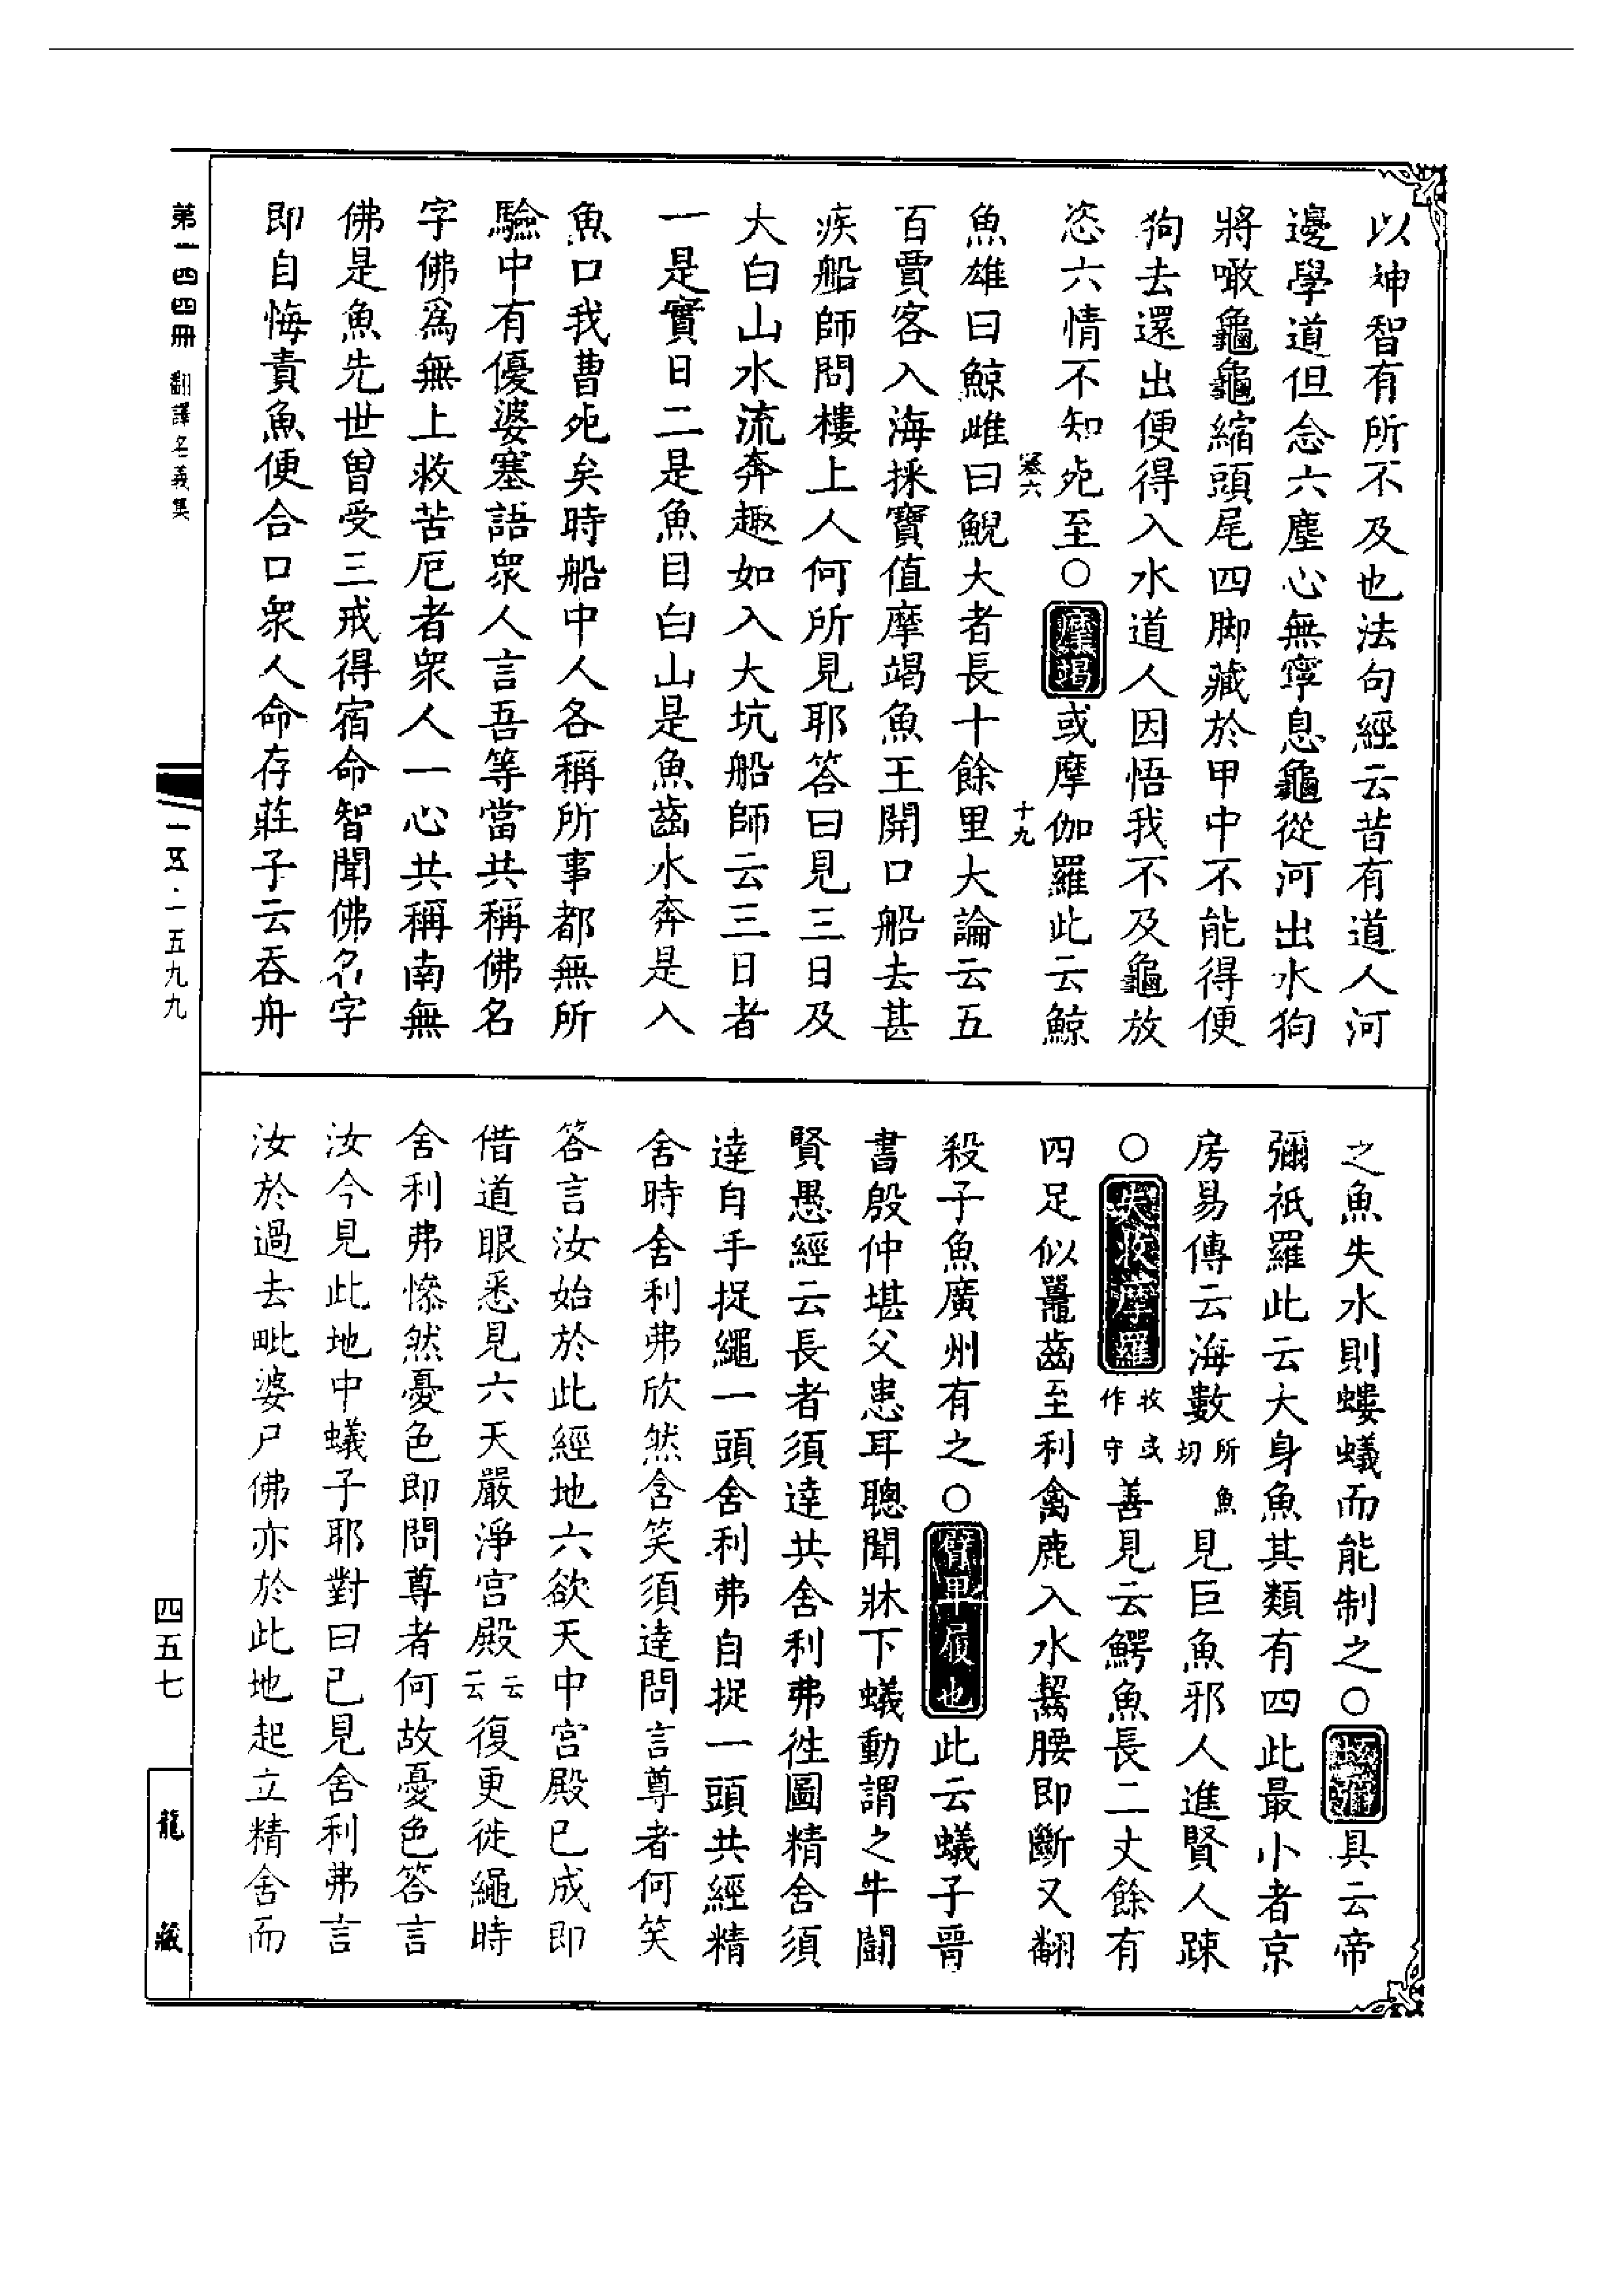 以神智有所不及也法句經云昔有道人河
邊學道但念六塵心無寧息龜從河出水狗
將噉龜龜縮頭尾四脚藏於甲中不能得便
狗去還出便得入水道人因悟我不及龜放
恣六情不知死至○摩竭或摩伽羅此云鯨
卷六 十九
魚雄曰鯨雌曰鯢大者長十餘里大論云五
百賈客入海採寶值摩竭魚王開口船去甚
疾船師問樓上人何所見耶答曰見三日及
大白山水流奔趣如入大坑船師云三日者
一是實日二是魚目白山是魚齒水奔是入
魚口我曹死矣時船中人各稱所事都無所
驗中有優婆塞語衆人言吾等當共稱佛名
字佛爲無上救苦厄者衆人一心共稱南無
佛是魚先世曾受三戒得宿命智聞佛名字
即自悔責魚便合口衆人命存莊子云吞舟
之魚失水則螻蟻而能制之○具云帝
彌祇羅此云大身魚其類有四此最小者京
房易傳云海數所切魚見巨魚邪人進賢人踈
○失收摩羅收或作守善見云鰐魚長二丈餘有
四足似鼉齒至利禽鹿入水齧腰即斷又翻
殺子魚廣州有之○臂卑履也此云蟻子晉
書殷仲堪父患耳聰聞牀下蟻動謂之牛鬬
賢愚經云長者須達共舍利弗徃圖精舍須
達自手捉繩一頭舍利弗自捉一頭共經精
舍時舍利弗欣然含笑須達問言尊者何笑
答言汝始於此經地六欲天中宮殿已成即
借道眼悉見六天嚴淨宮殿云云復更徙繩時
舍利弗慘然憂色即問尊者何故憂色答言
汝今見此地中蟻子耶對曰已見舍利弗言
汝於過去毗婆尸佛亦於此地起立精舍而
第一四四冊 翻譯名義集
一五·一五九九
四五七
龍藏